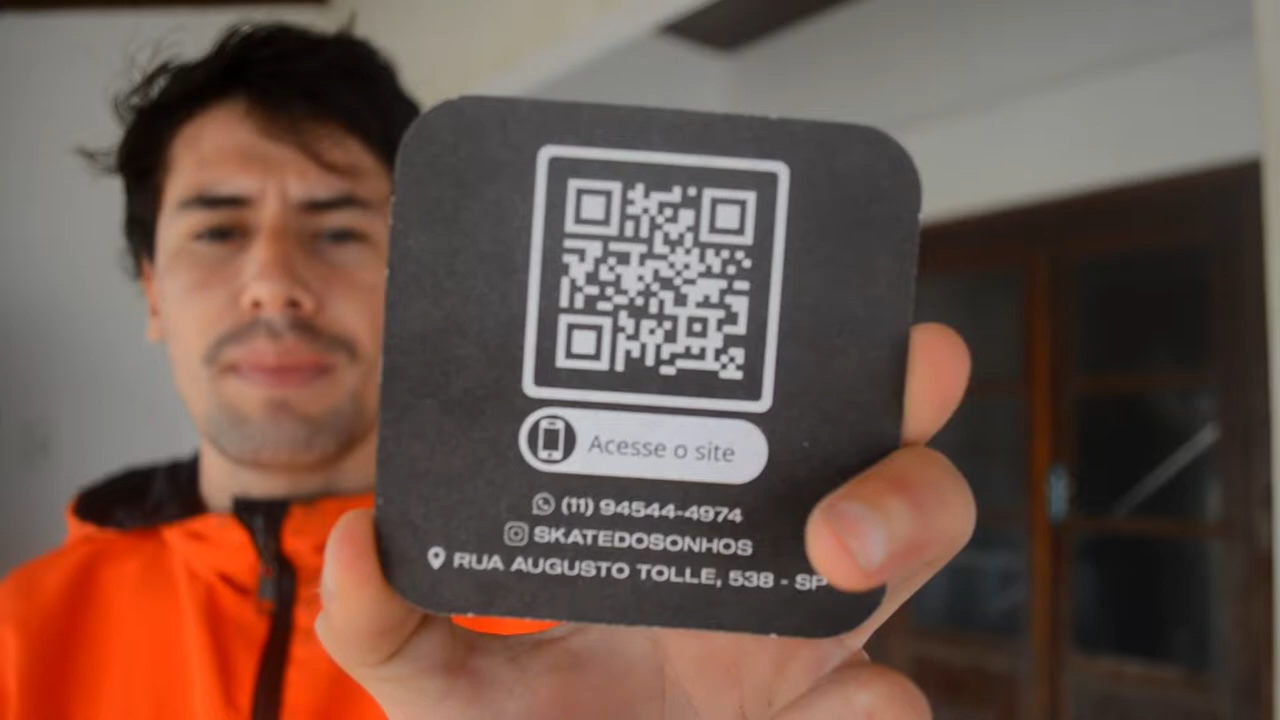 Acesse o site
(11) 94544-4974
SKATEDOSONHOS
RUA AUGUSTO TOLLE, 538 - SP